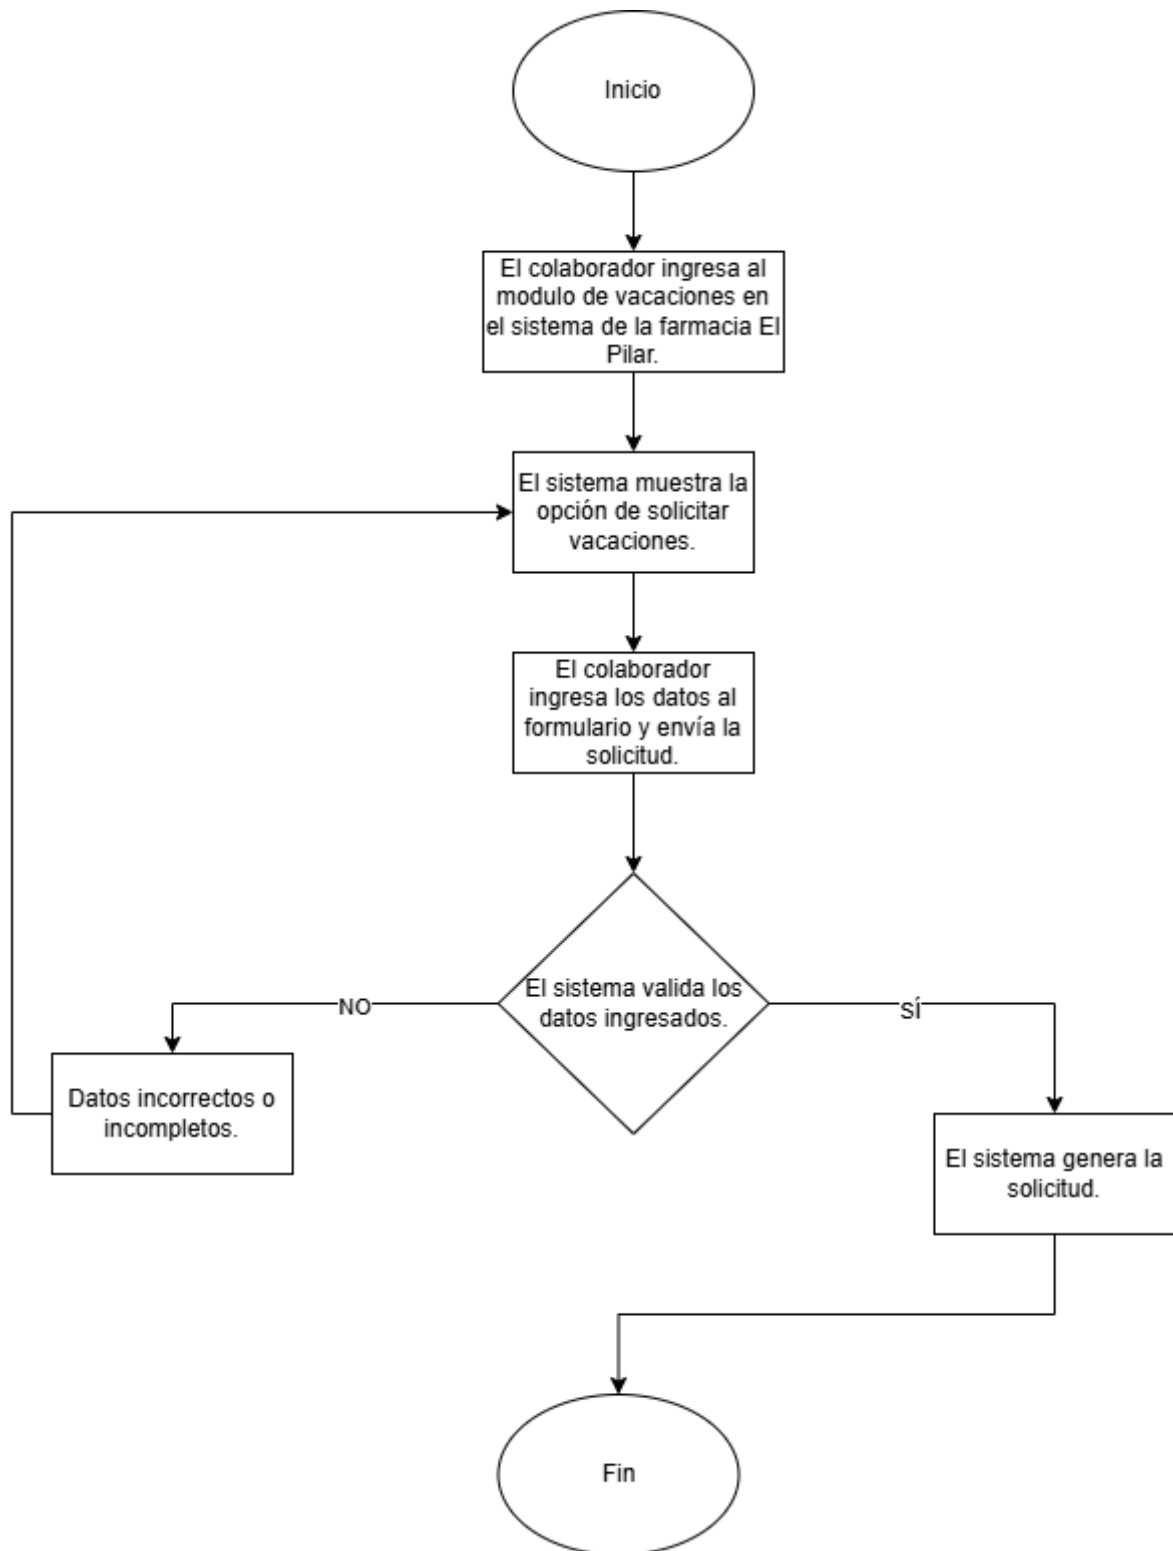 Inicio
El colaborador ingresa al
modulo de vacaciones en
el sistema de la farmacia El
Pilar.
El sistema muestra la
opción de solicitar
vacaciones.
El colaborador
ingresa los datos al
formulario y envía la
solicitud.
El sistema valida los
datos ingresados.
NO
SÍ
Datos incorrectos o
incompletos.
El sistema genera la
solicitud.
Fin